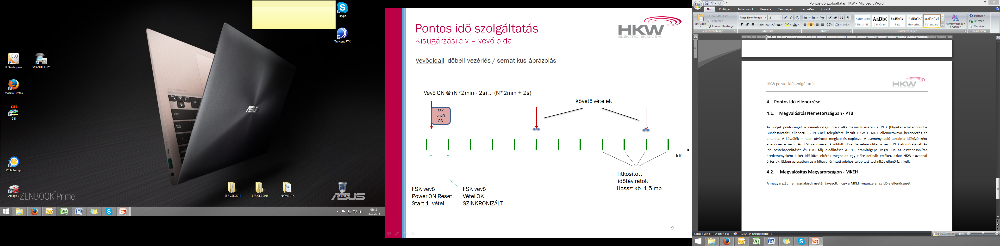 Skype
Tencent RTX
ELOenterprise
SCANUTILITY
Mozilla Firefox
GIB
WebStorage
Ablage L
ASUS
ZENBOOK™ Prime
EFR CEE 2014
EFR CEE 2015
NYME KTK
Papierkorb
ASUS
08:13
18.03.2015
Pontos idő szolgáltatás
Kisugárzási elv – vevő oldal
HKW
ELEKTRONIK GMBH
Vevőoldali időbeli vezérlés / sematikus ábrázolás
Vevő ON @ (N*2min - 2s) ... (N*2min + 2s)
követő vételek
FSK
vevő
ON
Idő
Titkosított
időtáviratok
Hossz: kb. 1,5 mp.
FSK vevő
Power ON Reset
Start 1. vétel
FSK vevő
Vétel OK
SZINKRONIZÁLT
9
Pontosidö szolgáltatás HKW - Microsoft Word
Start Einfügen Seitenlayout Verweise Sendungen Überprüfen Ansicht
Einfügen
Ausschneiden
Kopieren
Format übertragen
Zwischenablage
Times New Roman 12
Schriftart
Absatz
AaBbCcDd AaBbC AaBbCcI AaBbCcI AaBbCcI
¶ Beschrift... Cím Char1 Fett Hervorhe... ¶ Standard
Formatvorlagen ändern
Formatvorlagen
Suchen
Ersetzen
Markieren
Bearbeiten
HKW pontosidő szolgáltatás
HKW
4. Pontos idő ellenőrzése
4.1. Megvalósítás Németországban - PTB
Az időjel pontosságát a németországi piaci alkalmazások esetén a PTB (Physikalisch-Technische
Bundesanstalt) ellenőrzi. A PTB-nél telepítésre került HKW ETM01 ellenőrzővevő berendezés és
antenna. A készülék minden táviratot megkap és naplózza. A eseménynapló tartalma időközönként
ellenőrzésre kerül. Az FSK rendszeren kiküldött időjel összehasonlításra kerül PTB atomórájával. Az
idő összehasonlítását és LOG fálj előállítását a PTB számítógépe végzi. Ha az összehasonlítás
eredeményeként a két idő közti eltérés meghalad egy előre definált értéket, akkor HKW-t azonnal
értesítik. Ebben az esetben az a hibával érintett adóhoz telepített technikát ellenőrizni kell.
4.2. Megvalósítás Magyarországon - MKEH
A magyarszági felhasználások esetén javasolt, hogy a MKEH végezze el az idője ellenőrzését.
Seite: 4 von 5 Wörter: 563 Deutsch (Deutschland)
110 %